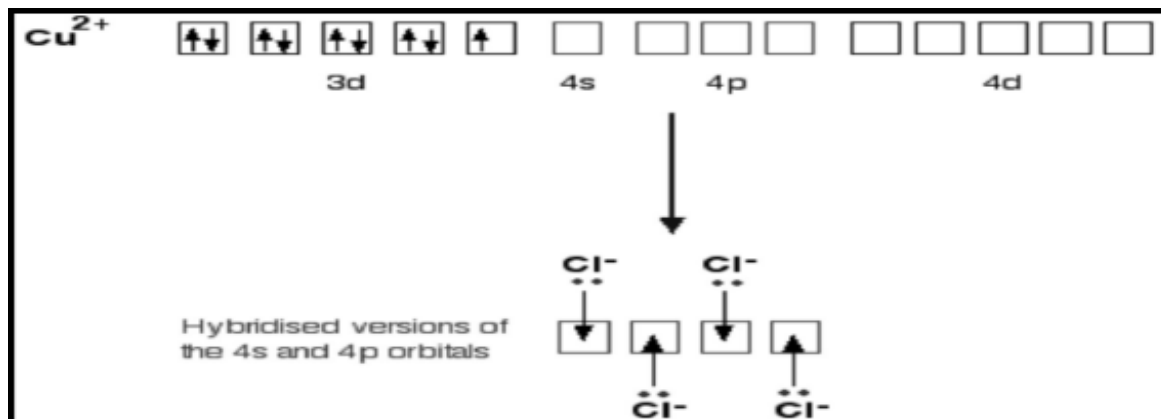 Cu2+
3d 4s 4p 4d
Cl- Cl-
Hybridised versions of
the 4s and 4p orbitals
Cl- Cl-